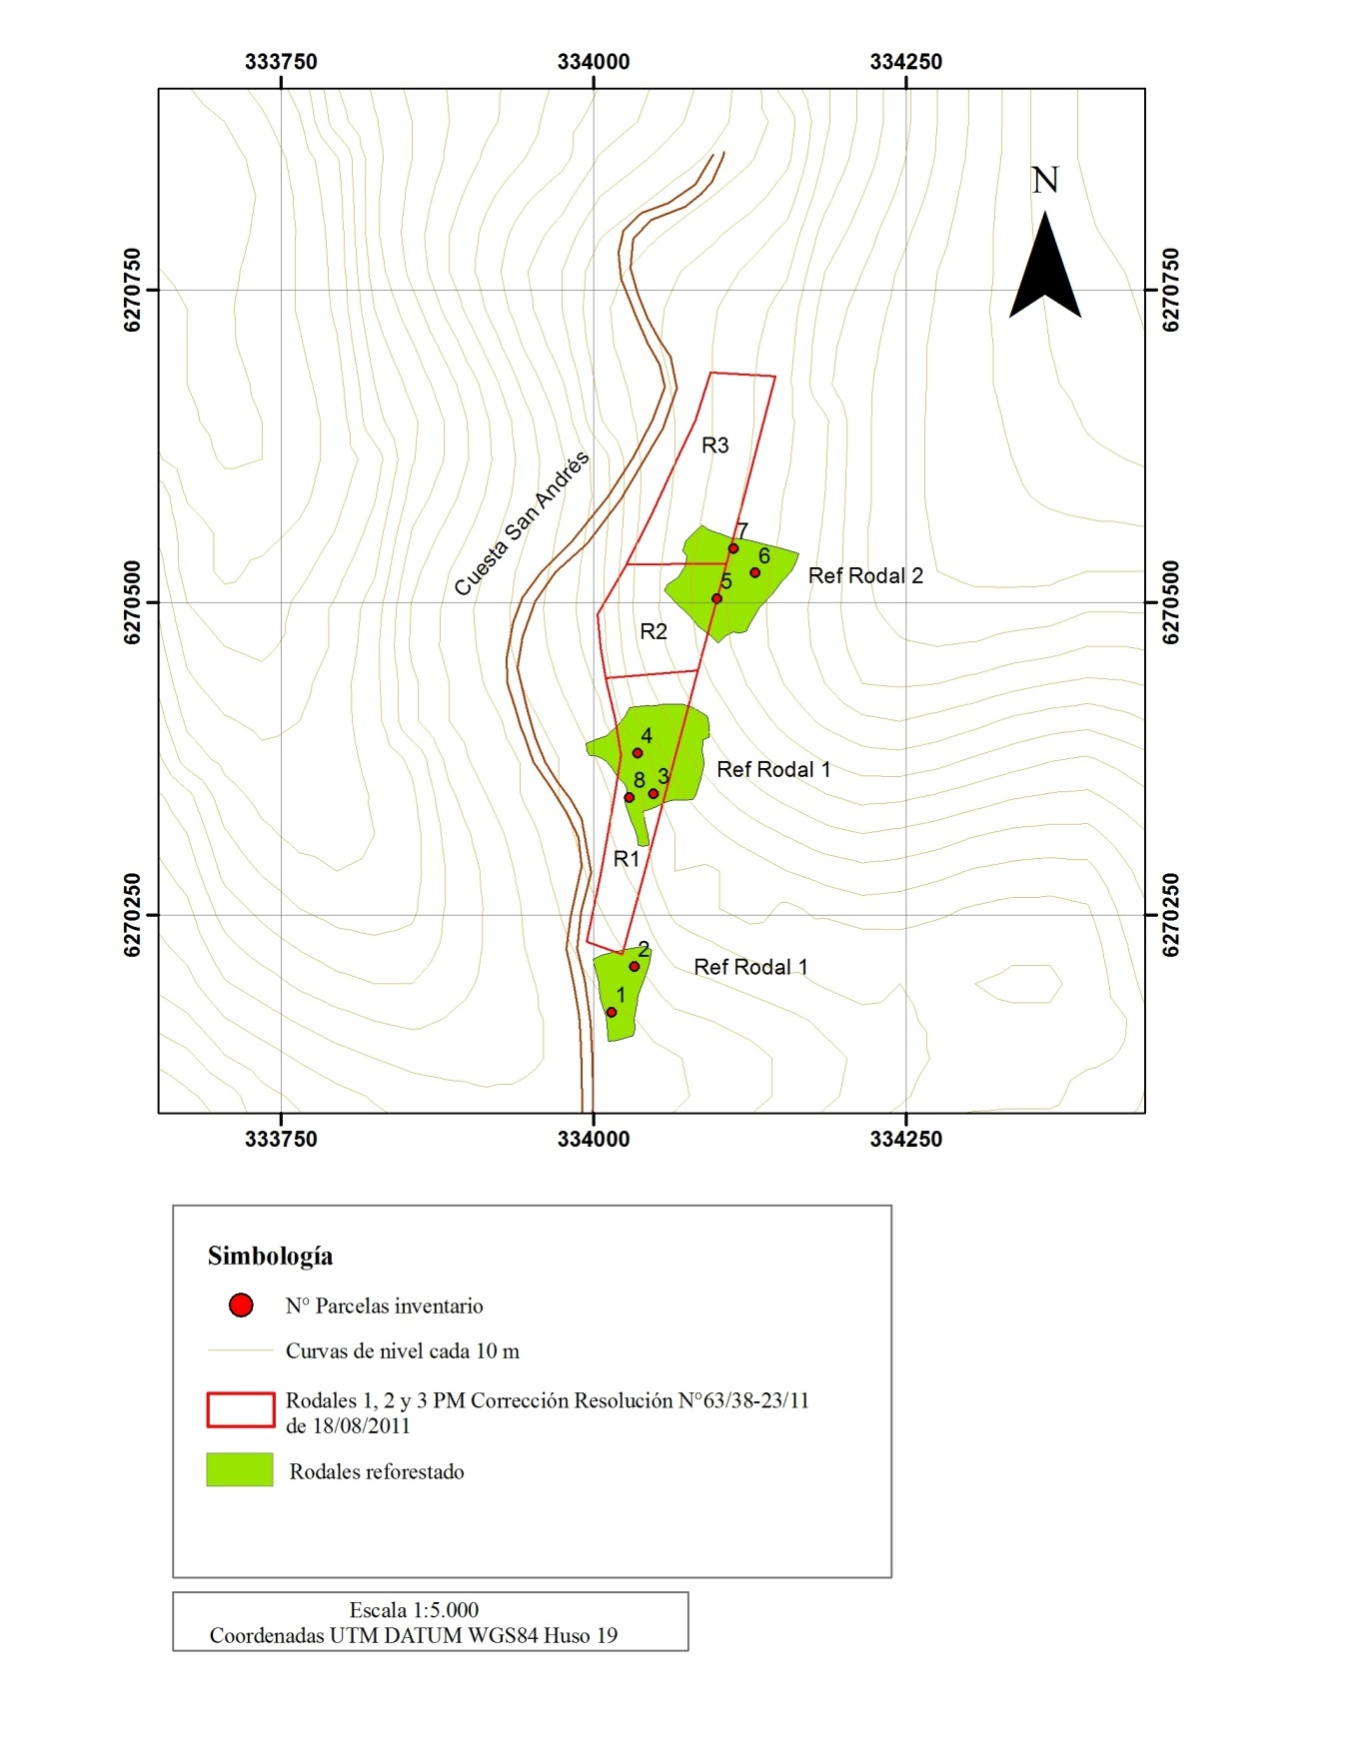 333750 334000 334250
N
6270750 6270750
R3
Cuesta San Andrés
7
6
5
Ref Rodal 2
6270500 6270500
R2
4
8 3
Ref Rodal 1
R1
6270250 6270250
2
Ref Rodal 1
1
333750 334000 334250
Simbología
N° Parcelas inventario
Curvas de nivel cada 10 m
Rodales 1, 2 y 3 PM Corrección Resolución N°63/38-23/11
de 18/08/2011
Rodales reforestado
Escala 1:5.000
Coordenadas UTM DATUM WGS84 Huso 19